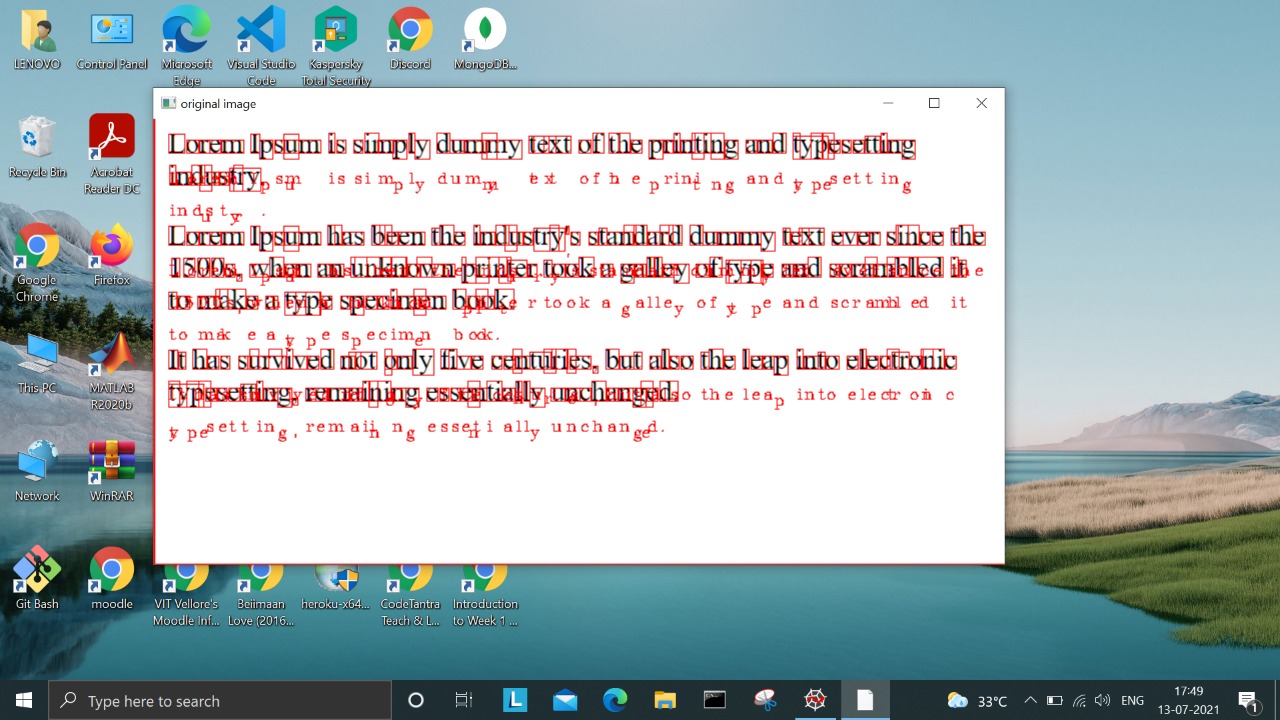 LENOVO
Control Panel
Microsoft Edge
Visual Studio Code
Kaspersky Total Security
Discord
MongoDB...
original image
Recycle Bin
Acrobat Reader DC
Lorem Ipsum is simply dummy text of the printing and typesetting
industry.
Lorem Ipsum has been the industry's standard dummy text ever since the
1500s, when an unknown printer took a galley of type and scrambled it
to make a type specimen book.
It has survived not only five centuries, but also the leap into electronic
typesetting, remaining essentially unchanged.
Google Chrome
Firefox
This PC
MATLAB R2020b
Network
WinRAR
Git Bash
moodle
VIT Vellore's Moodle Inf...
Beiimaan Love (2016...
heroku-x64...
CodeTantra Teach & L...
Introduction to Week 1 ...
Type here to search
33°C
ENG
17:49
13-07-2021
1